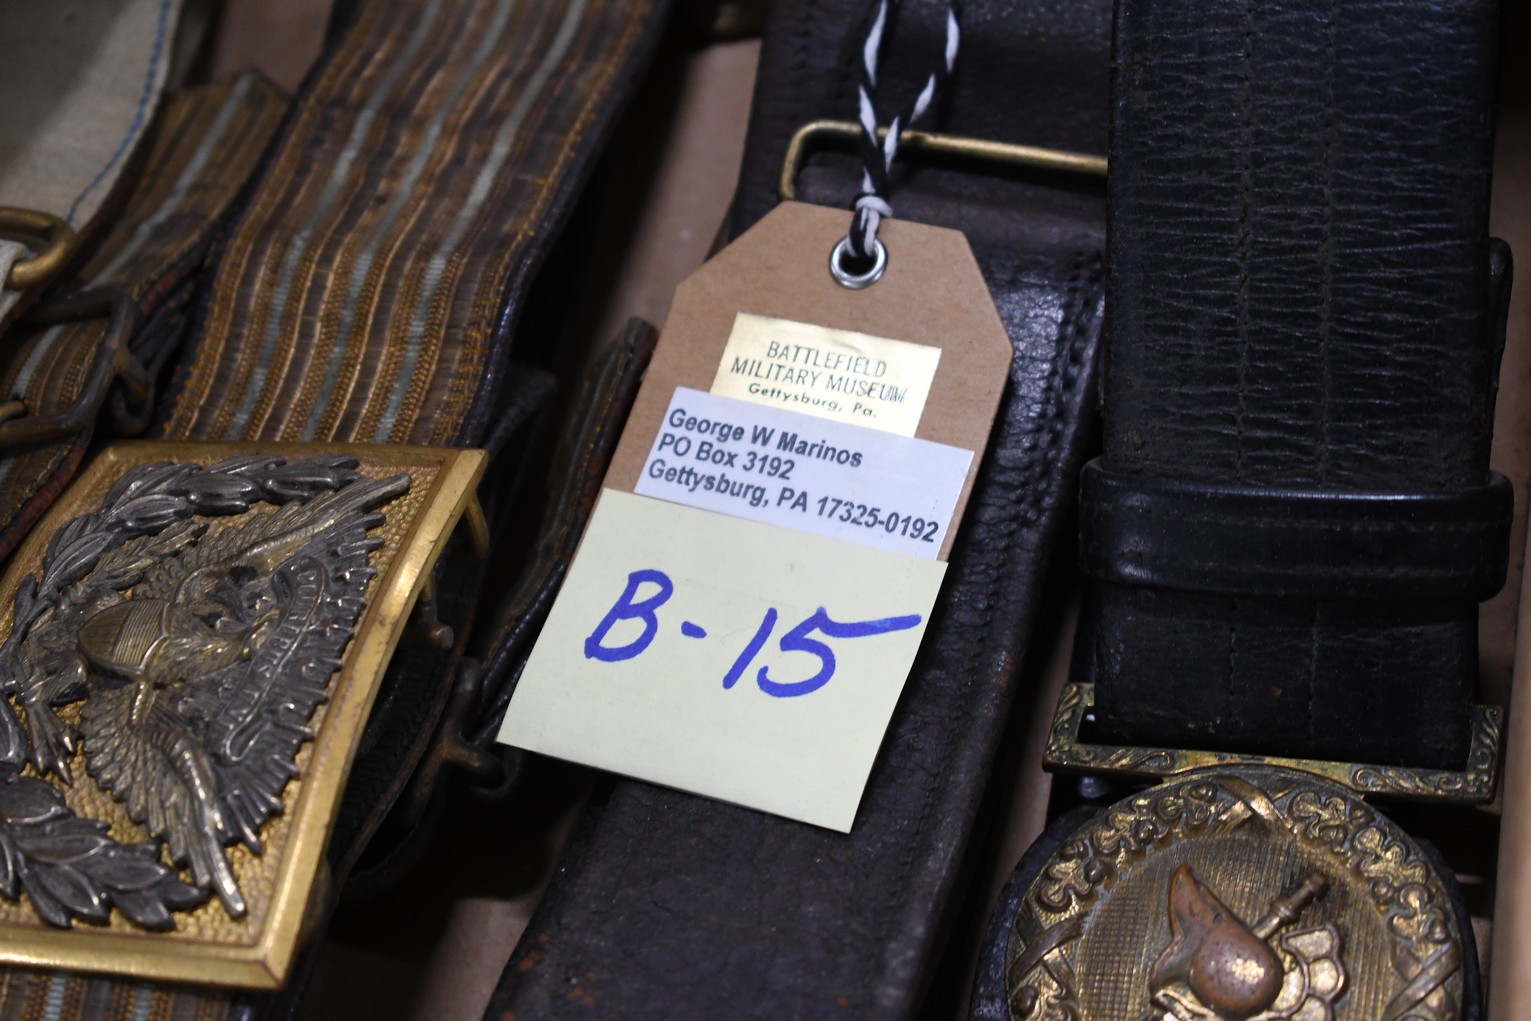 BATTLEFIELD
MILITARY MUSEUM
Gettysburg, Pa.
George W Marinos
PO Box 3192
Gettysburg, PA 17325-0192
B-15